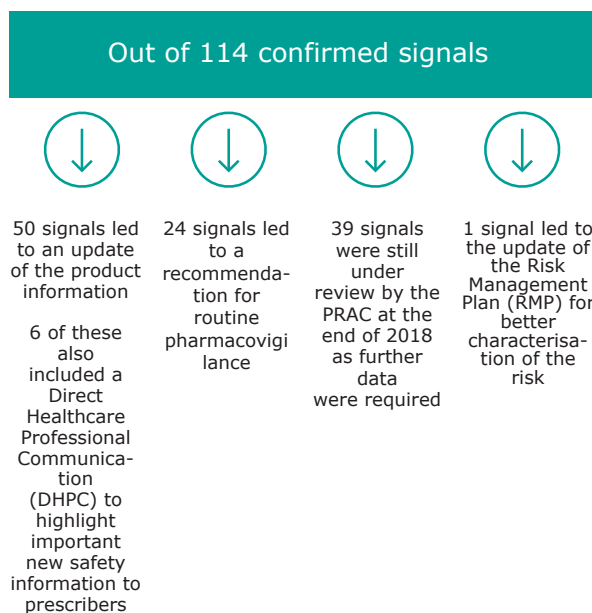 Out of 114 confirmed signals
50 signals led
to an update
of the product
information
6 of these
also
included a
Direct
Healthcare
Professional
Communica-
tion
(DHPC) to
highlight
important
new safety
information to
prescribers
24 signals led
to a
recommenda-
tion for
routine
pharmacovigi
lance
39 signals
were still
under
review by the
PRAC at the
end of 2018
as further
data
were required
1 signal led to
the update of
the Risk
Management
Plan (RMP) for
better
characterisa-
tion of the
risk